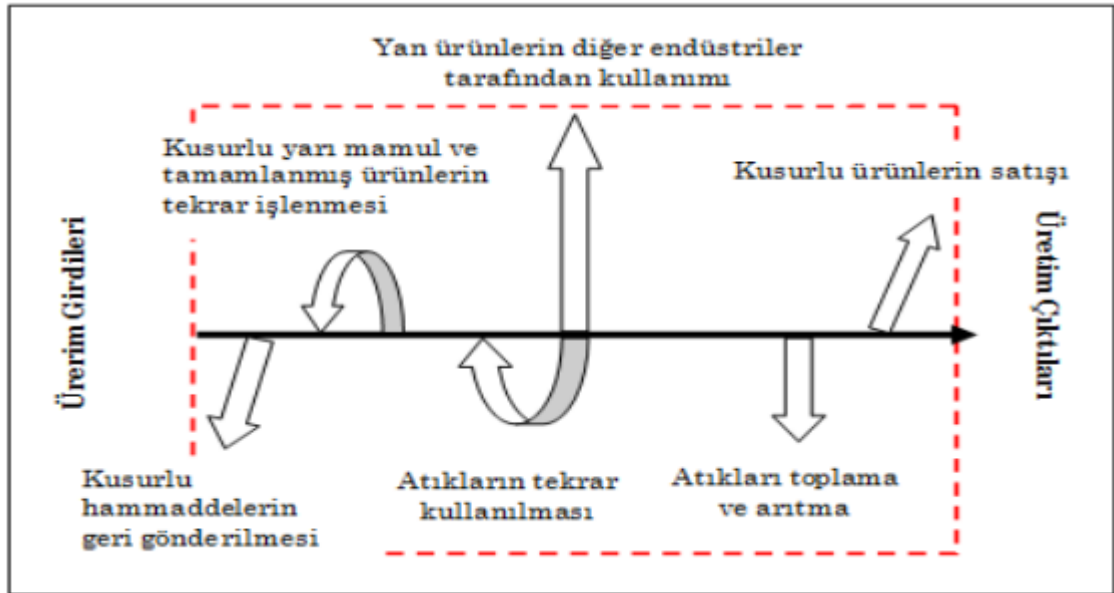 Yan ürünlerin diğer endüstriler
tarafından kullanımı
Kusurlu yarı mamul ve
tamamlanmış ürünlerin
tekrar işlenmesi
Kusurlu ürünlerin satışı
Ürerim Girdileri
Üretim Çıktıları
Kusurlu
hammaddelerin
geri gönderilmesi
Atıkların tekrar
kullanılması
Atıkları toplama
ve arıtma